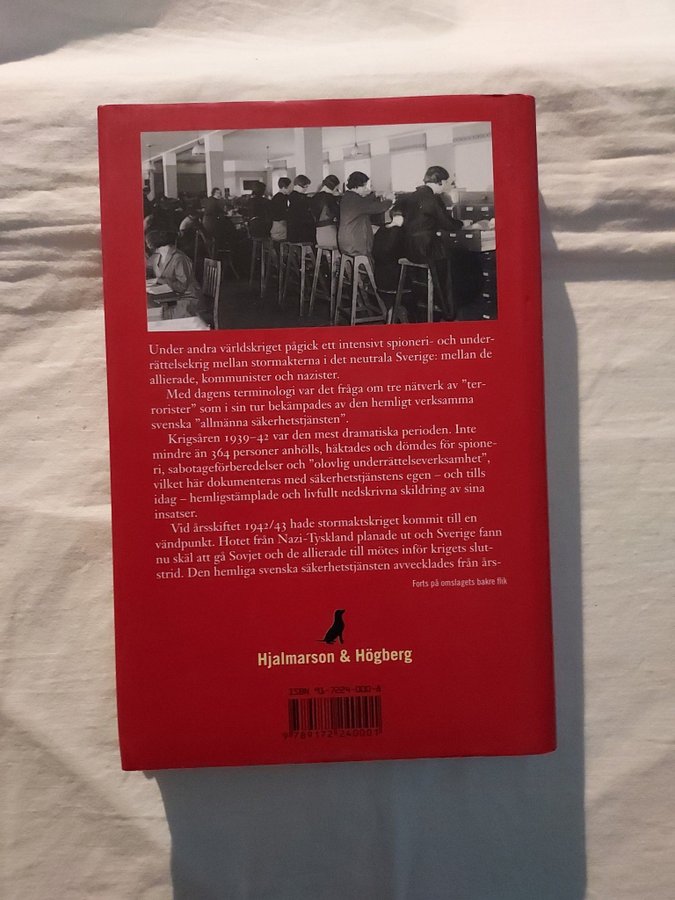 Under andra världskriget pågick ett intensivt spioneri- och under-
rättelsekrig mellan stormakterna i det neutrala Sverige: mellan de
allierade, kommunister och nazister.
Med dagens terminologi var det fråga om tre nätverk av ”ter-
rorister” som i sin tur bekämpades av den hemligt verksamma
svenska ”allmänna säkerhetstjänsten”.
Krigsåren 1939–42 var den mest dramatiska perioden. Inte
mindre än 364 personer anhölls, häktades och dömdes för spione-
ri, sabotageförberedelser och ”olovlig underrättelseverksamhet”,
vilket här dokumenteras med säkerhetstjänstens egen – och tills
idag – hemligstämplade och livfullt nedskrivna skildring av sina
insatser.
Vid årsskiftet 1942/43 hade stormaktskriget kommit till en
vändpunkt. Hotet från Nazi-Tyskland planade ut och Sverige fann
nu skäl att gå Sovjet och de allierade till mötes inför krigets slut-
strid. Den hemliga svenska säkerhetstjänsten avvecklades från års-
Forts på omslagets bakre flik
Hjalmarson & Högberg
ISBN 91-7224-000-8
9 789172 240001